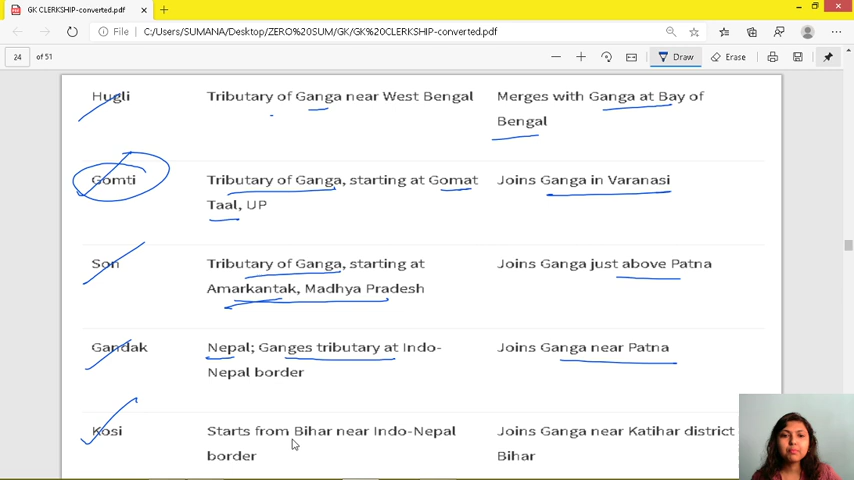 GK CLERKSHIP-converted.pdf
File C:/Users/SUMANA/Desktop/ZERO%20SUM/GK/GK%20CLERKSHIP-converted.pdf
24 of 51 Draw Erase
Hugli Tributary of Ganga near West Bengal Merges with Ganga at Bay of
Bengal
Gomti Tributary of Ganga, starting at Gomat Joins Ganga in Varanasi
Taal, UP
Son Tributary of Ganga, starting at Joins Ganga just above Patna
Amarkantak, Madhya Pradesh
Gandak Nepal; Ganges tributary at Indo- Joins Ganga near Patna
Nepal border
Kosi Starts from Bihar near Indo-Nepal Joins Ganga near Katihar district
border Bihar